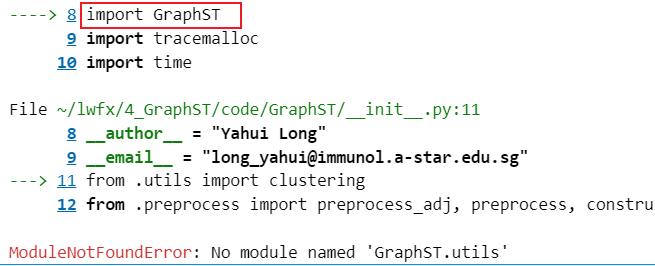 ----> 8 import GraphST
9 import tracemalloc
10 import time
File ~/lwfx/4_GraphST/code/GraphST/__init__.py:11
8 __author__ = "Yahui Long"
9 __email__ = "long_yahui@immunol.a-star.edu.sg"
---> 11 from .utils import clustering
12 from .preprocess import preprocess_adj, preprocess, constru
ModuleNotFoundError: No module named 'GraphST.utils'